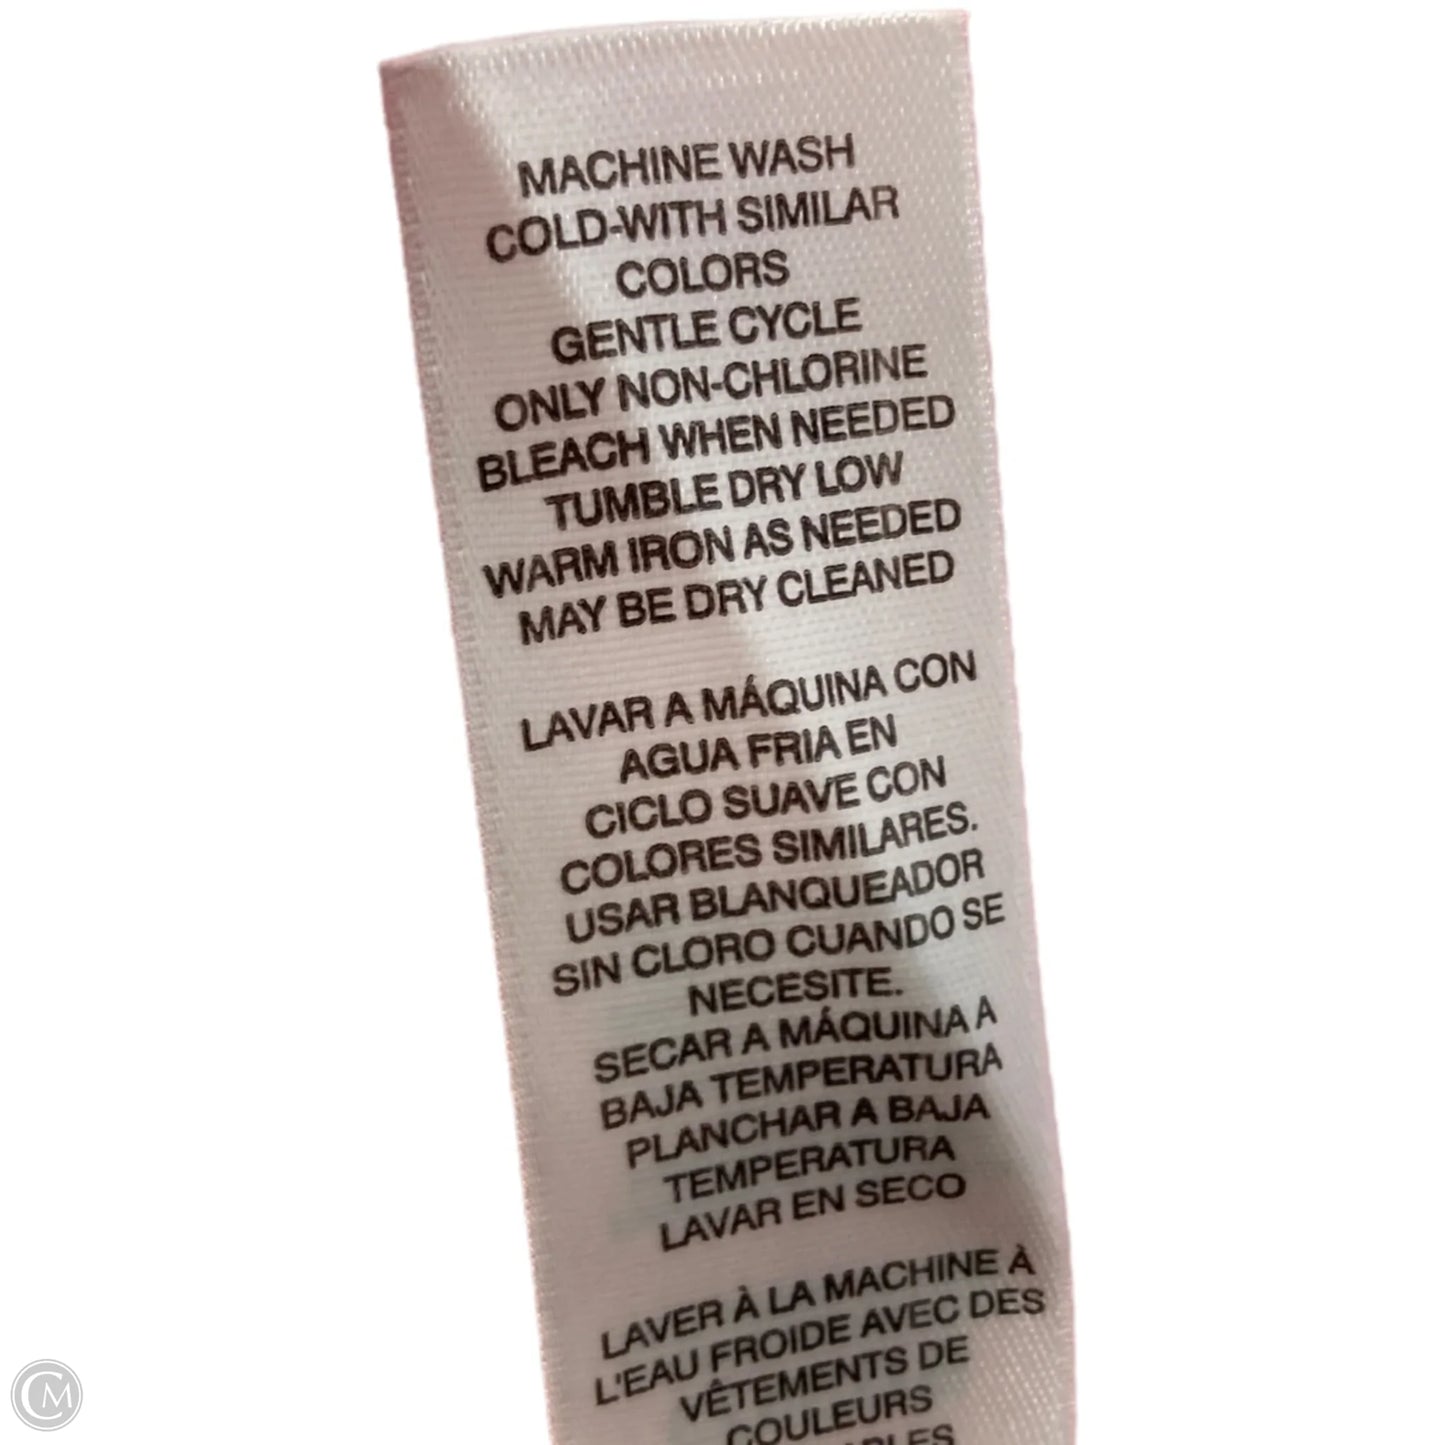 MACHINE WASH
COLD-WITH SIMILAR
COLORS
GENTLE CYCLE
ONLY NON-CHLORINE
BLEACH WHEN NEEDED
TUMBLE DRY LOW
WARM IRON AS NEEDED
MAY BE DRY CLEANED
LAVAR A MÁQUINA CON
AGUA FRIA EN
CICLO SUAVE CON
COLORES SIMILARES.
USAR BLANQUEADOR
SIN CLORO CUANDO SE
NECESITE.
SECAR A MÁQUINA A
BAJA TEMPERATURA
PLANCHAR A BAJA
TEMPERATURA
LAVAR EN SECO
LAVER À LA MACHINE À
L'EAU FROIDE AVEC DES
VÊTEMENTS DE
COULEURS
CM